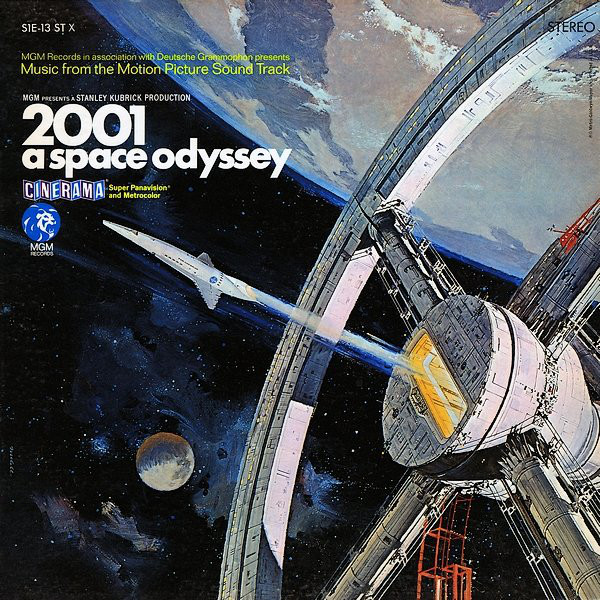 S1E-13 ST X
STEREO
MGM Records in association with Deutsche Grammophon presents
Music from the Motion Picture Sound Track
MGM PRESENTS A STANLEY KUBRICK PRODUCTION
2001
a space odyssey
CINERAMA Super Panavision®
and Metrocolor
MGM
RECORDS